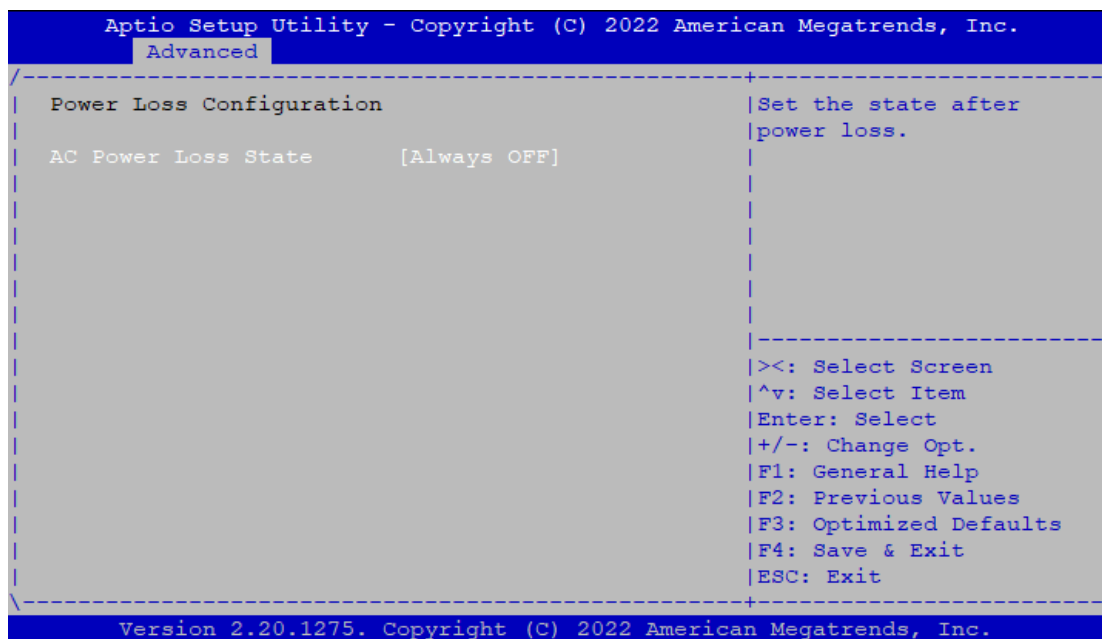 Aptio Setup Utility - Copyright (C) 2022 American Megatrends, Inc.
Advanced
Power Loss Configuration
AC Power Loss State [Always OFF]
Set the state after
power loss.
><: Select Screen
^v: Select Item
Enter: Select
+/-: Change Opt.
F1: General Help
F2: Previous Values
F3: Optimized Defaults
F4: Save & Exit
ESC: Exit
Version 2.20.1275. Copyright (C) 2022 American Megatrends, Inc.